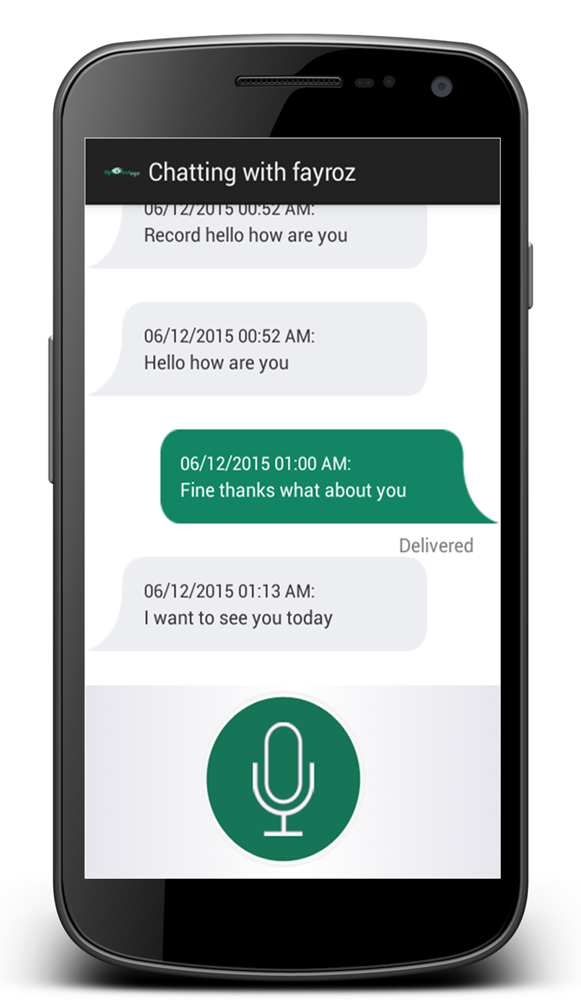 Chatting with fayroz
06/12/2015 00:52 AM:
Record hello how are you
06/12/2015 00:52 AM:
Hello how are you
06/12/2015 01:00 AM:
Fine thanks what about you
Delivered
06/12/2015 01:13 AM:
I want to see you today